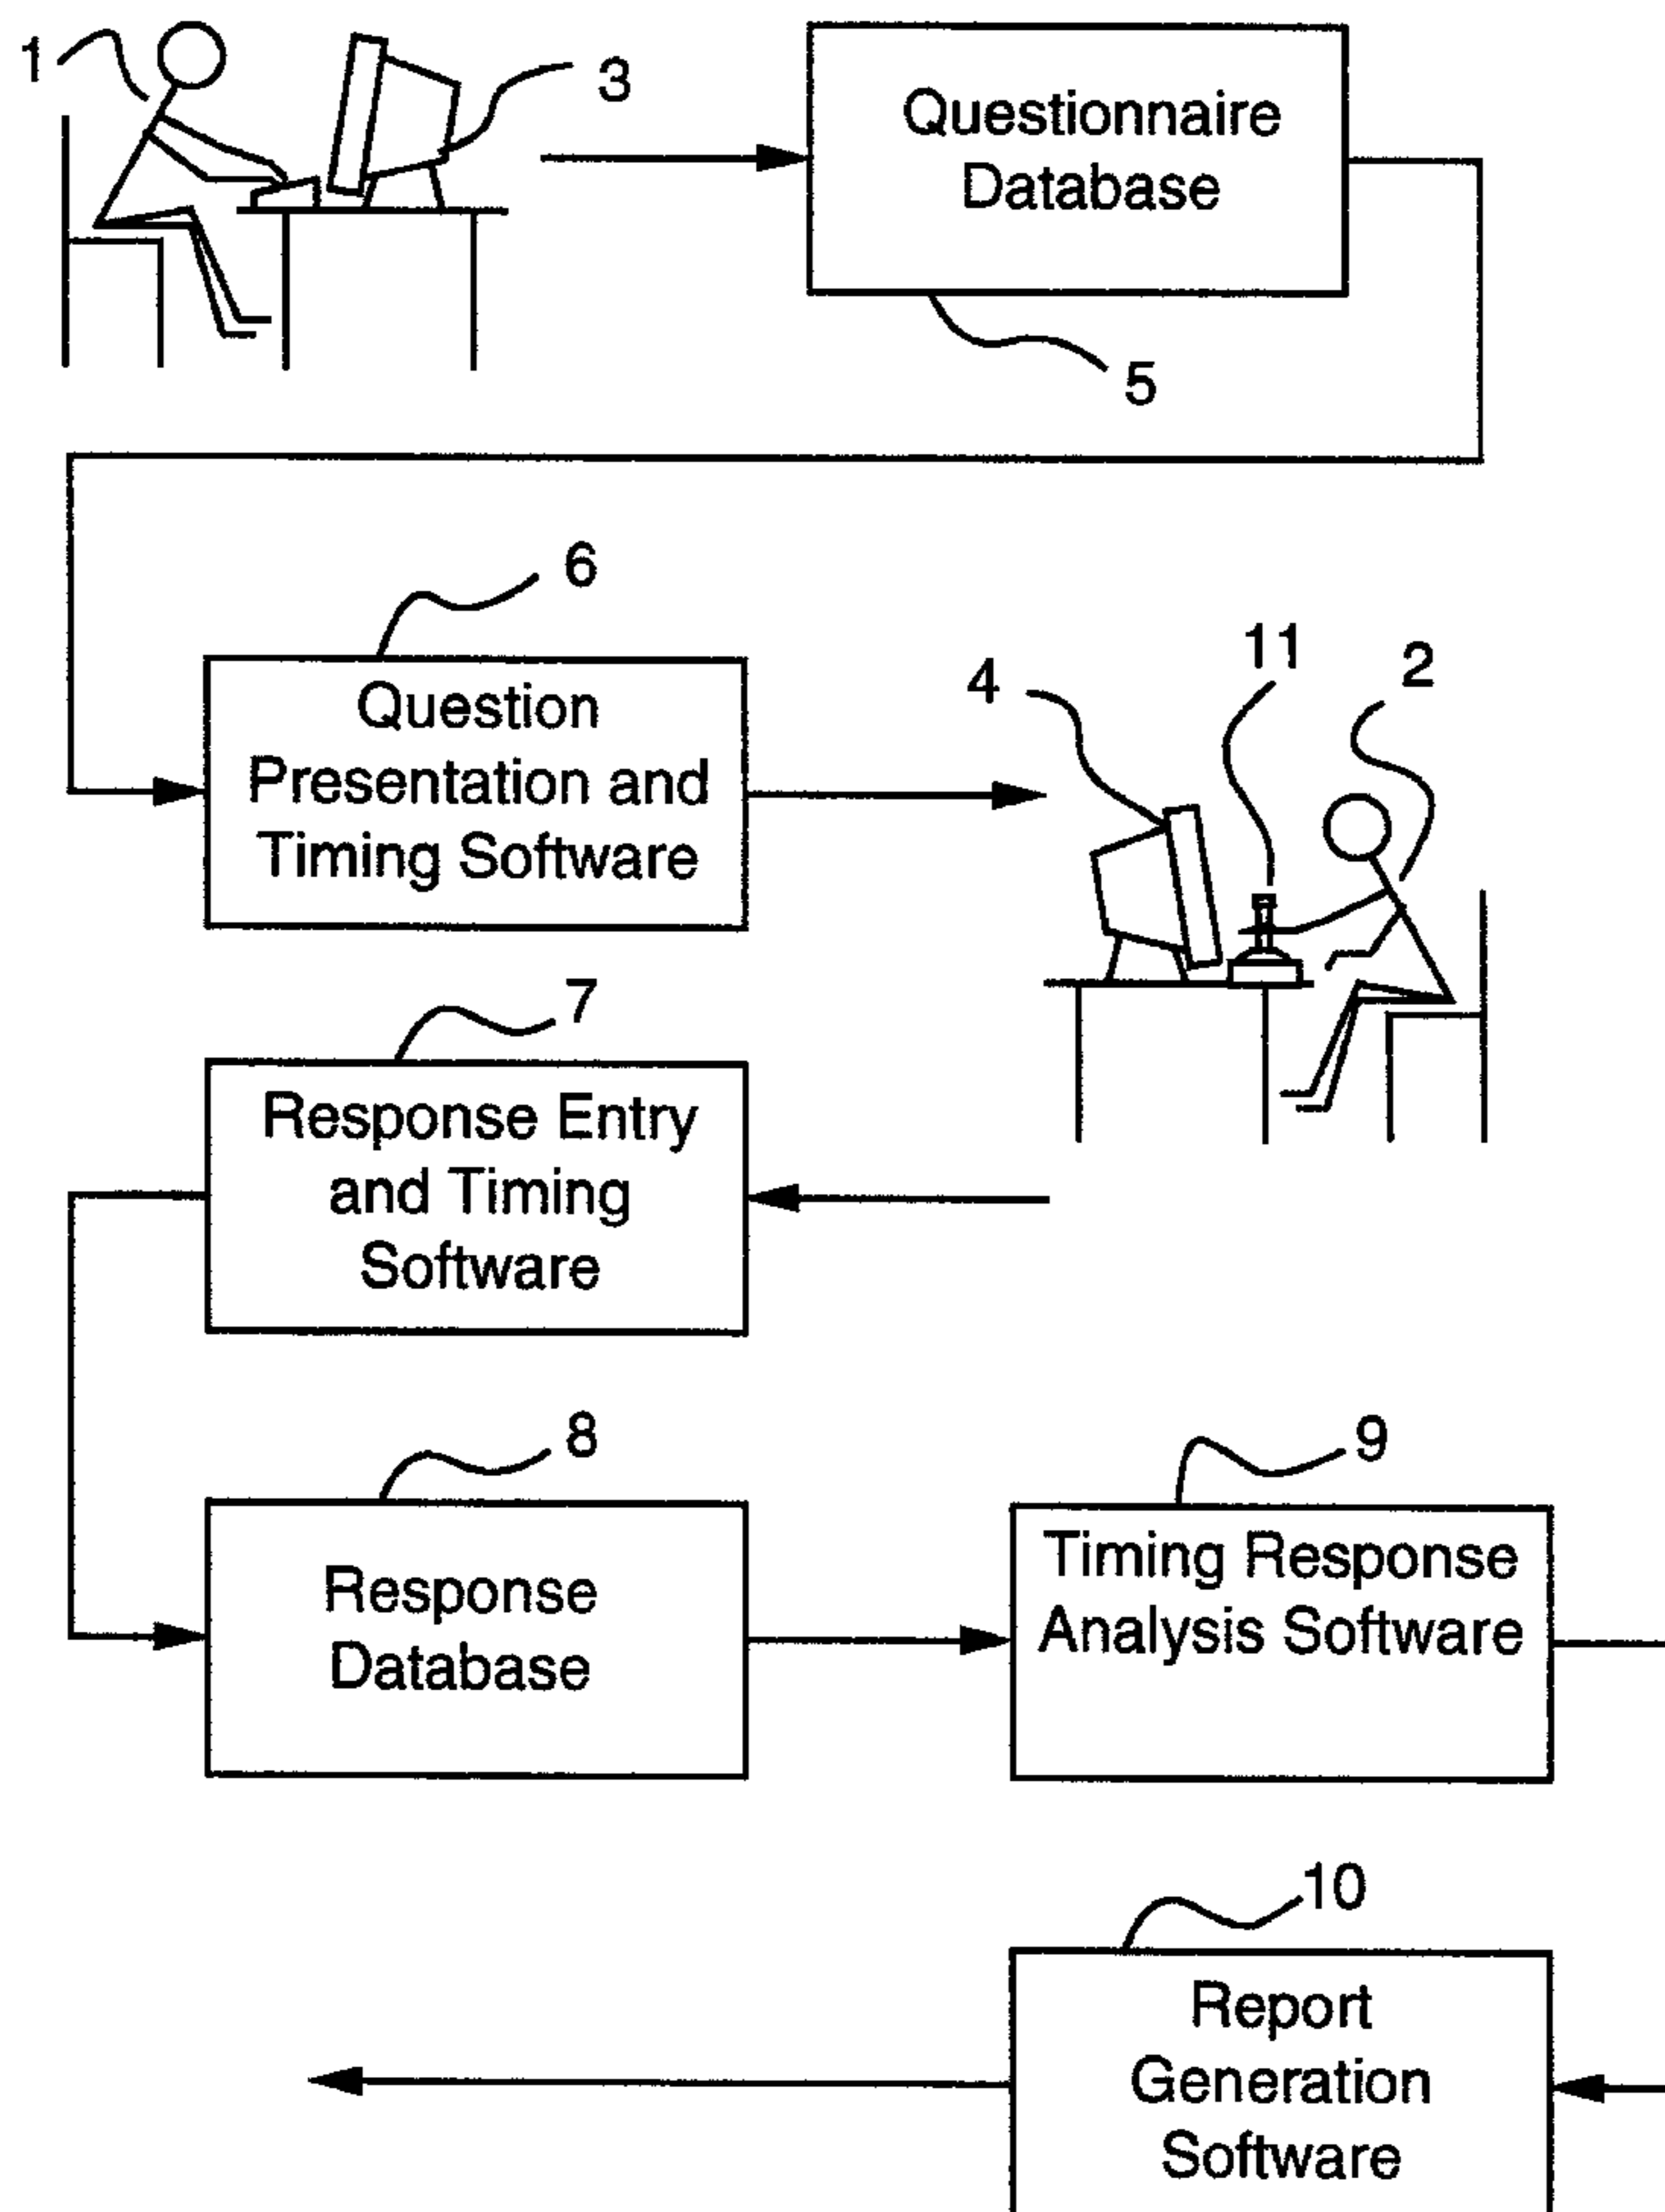 1
3
Questionnaire
Database
5
6
Question
Presentation and
Timing Software
4
11
2
7
Response Entry
and Timing
Software
8
Response
Database
9
Timing Response
Analysis Software
10
Report
Generation
Software